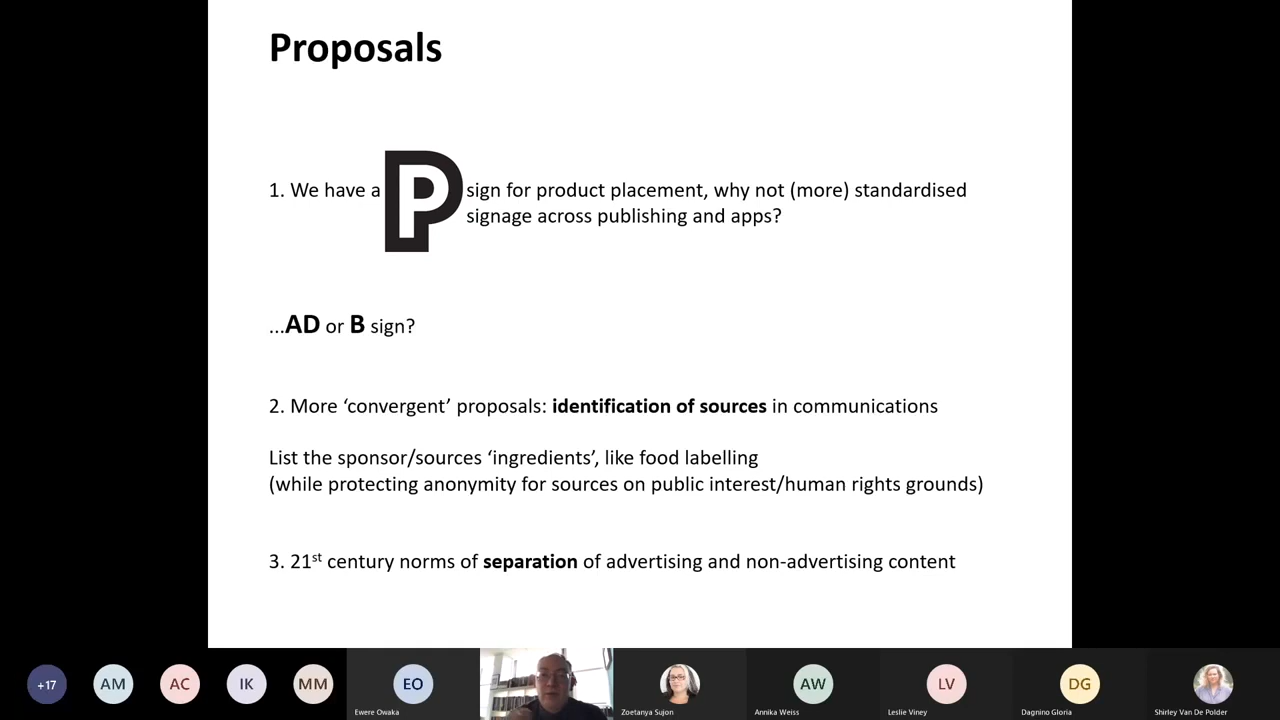 Proposals
1. We have a P sign for product placement, why not (more) standardised
signage across publishing and apps?
...AD or B sign?
2. More ‘convergent’ proposals: identification of sources in communications
List the sponsor/sources ‘ingredients’, like food labelling
(while protecting anonymity for sources on public interest/human rights grounds)
3. 21st century norms of separation of advertising and non-advertising content
+17
AM
AC
IK
MM
EO
AW
LV
DG
Ewere Owaka
Zoetanya Sujon
Annika Weiss
Leslie Viney
Dagnino Gloria
Shirley Van De Polder